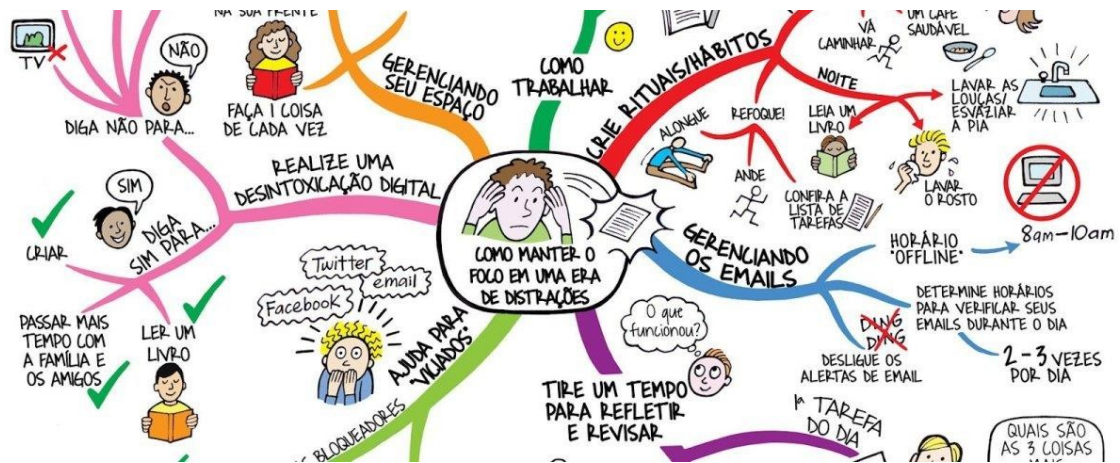 NA SUA FRENTE
TV
NÃO
DIGA NÃO PARA...
FAÇA 1 COISA
DE CADA VEZ
GERENCIANDO
SEU ESPAÇO
COMO
TRABALHAR
CRIE RITUAIS/HÁBITOS
VÁ
CAMINHAR
UM CAFÉ
SAUDÁVEL
NOITE
LAVAR AS
LOUÇAS/
ESVAZIAR
A PIA
LEIA UM
LIVRO
LAVAR
O ROSTO
REFOQUE!
ALONGUE
ANDE
CONFIRA A
LISTA DE
TAREFAS
REALIZE UMA
DESINTOXICAÇÃO DIGITAL
SIM
DIGA
SIM PARA...
CRIAR
PASSAR MAIS
TEMPO COM
A FAMÍLIA E
OS AMIGOS
LER UM
LIVRO
COMO MANTER O
FOCO EM UMA ERA
DE DISTRAÇÕES
GERENCIANDO
OS EMAILS
HORÁRIO
"OFFLINE"
8am-10am
DETERMINE HORÁRIOS
PARA VERIFICAR SEUS
EMAILS DURANTE O DIA
2-3 VEZES
POR DIA
DING
DING
DESLIGUE OS
ALERTAS DE EMAIL
Twitter
email
Facebook
AJUDA PARA
"VICIADOS"
BLOQUEADORES
O que
funcionou?
TIRE UM TEMPO
PARA REFLETIR
E REVISAR
1ª TAREFA
DO DIA
QUAIS SÃO
AS 3 COISAS
MAIS